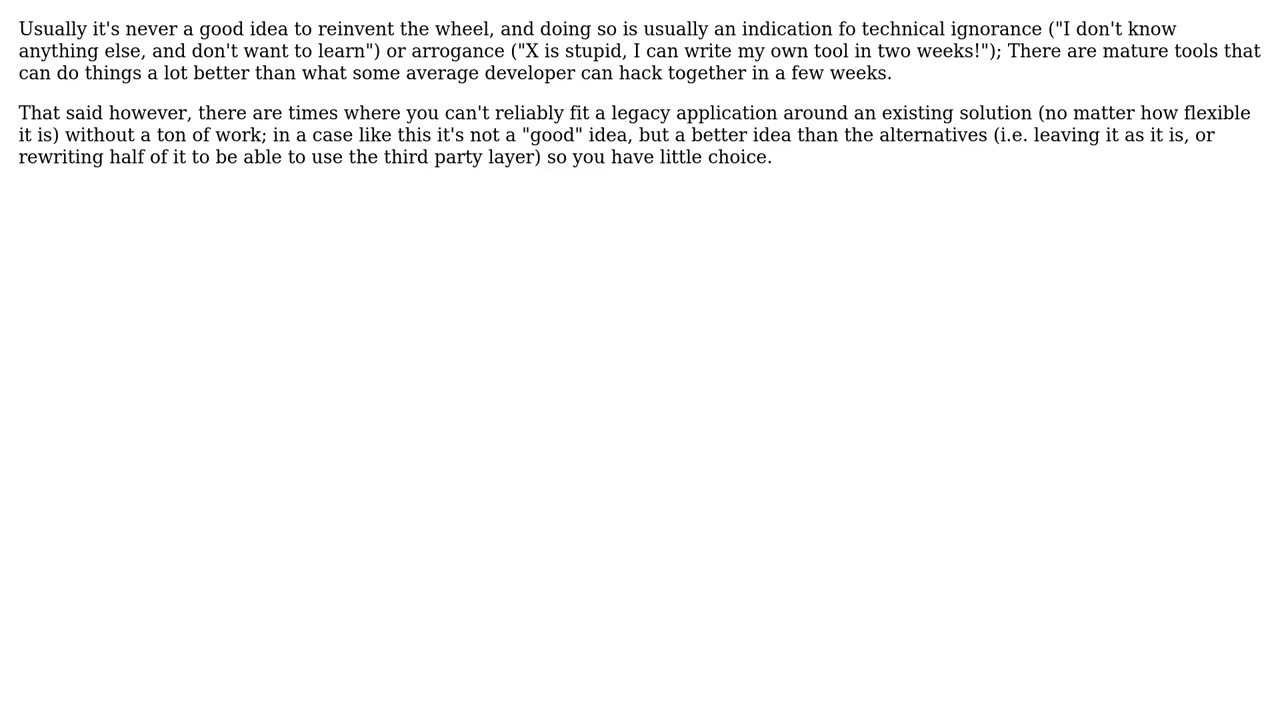 Usually it's never a good idea to reinvent the wheel, and doing so is usually an indication fo technical ignorance ("I don't know
anything else, and don't want to learn") or arrogance ("X is stupid, I can write my own tool in two weeks!"); There are mature tools that
can do things a lot better than what some average developer can hack together in a few weeks.
That said however, there are times where you can't reliably fit a legacy application around an existing solution (no matter how flexible
it is) without a ton of work; in a case like this it's not a "good" idea, but a better idea than the alternatives (i.e. leaving it as it is, or
rewriting half of it to be able to use the third party layer) so you have little choice.